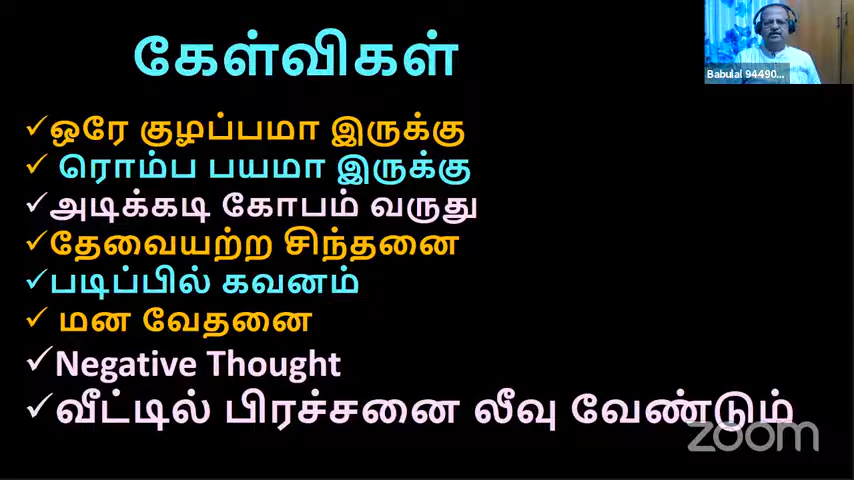 கேள்விகள்
Babulal 94490...
✓ஒரே குழப்பமா இருக்கு
✓ ரொம்ப பயமா இருக்கு
✓அடிக்கடி கோபம் வருது
✓தேவையற்ற சிந்தனை
✓படிப்பில் கவனம்
✓ மன வேதனை
✓Negative Thought
✓வீட்டில் பிரச்சனை லீவு வேண்டும்
zoom